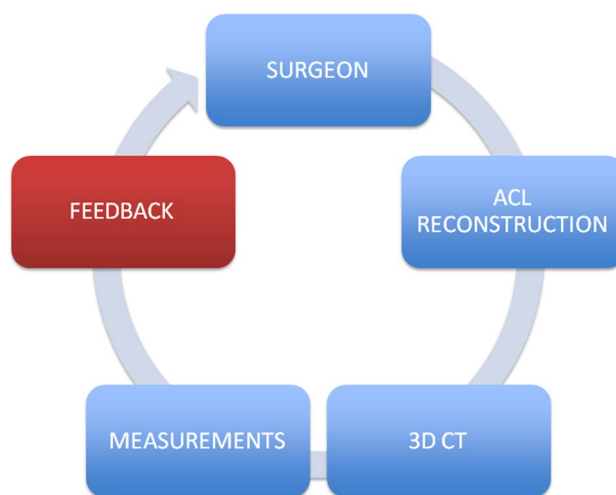 SURGEON
ACL
RECONSTRUCTION
3D CT
MEASUREMENTS
FEEDBACK